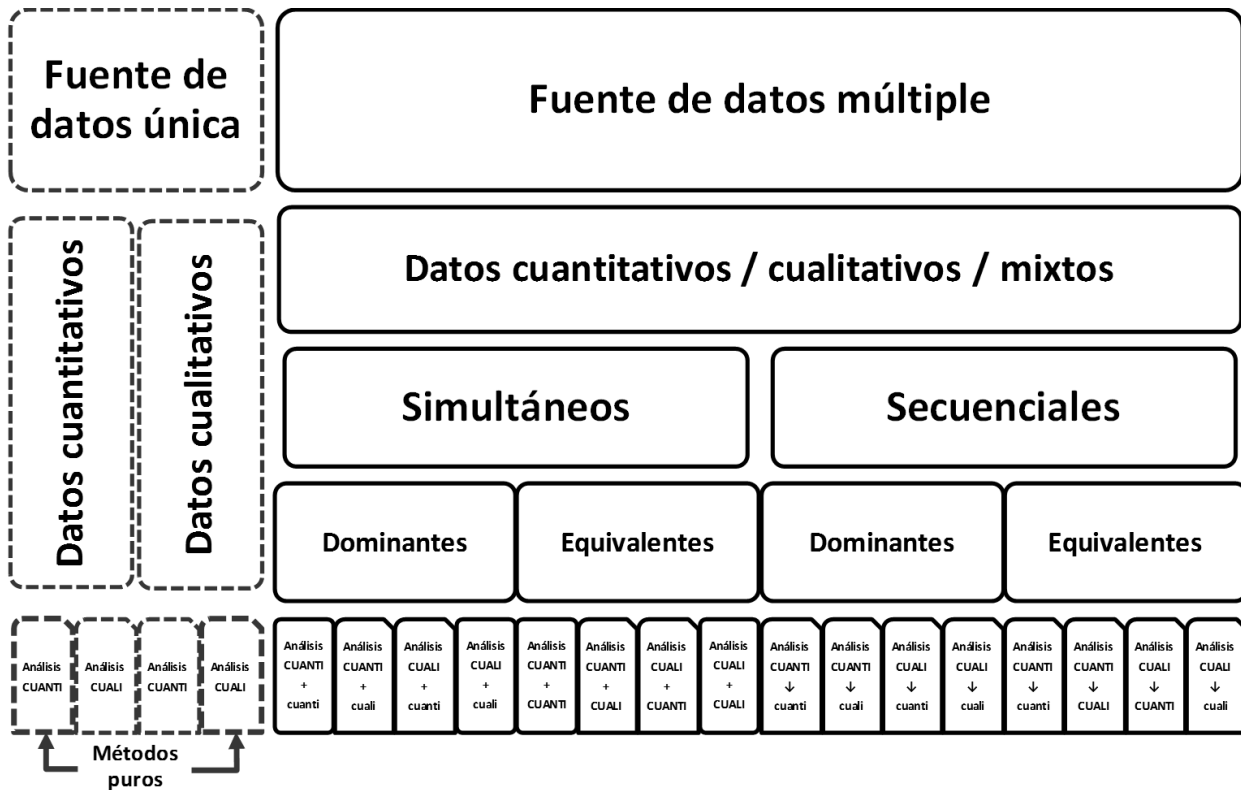 Fuente de
datos única
Fuente de datos múltiple
Datos cuantitativos
Datos cualitativos
Datos cuantitativos / cualitativos / mixtos
Simultáneos
Secuenciales
Dominantes
Equivalentes
Dominantes
Equivalentes
Análisis
CUANTI
Análisis
CUALI
Análisis
CUANTI
Análisis
CUALI
Análisis
CUANTI
+
cuanti
Análisis
CUANTI
+
cuali
Análisis
CUALI
+
cuanti
Análisis
CUALI
+
cuali
Análisis
CUANTI
+
CUANTI
Análisis
CUANTI
+
CUALI
Análisis
CUALI
+
CUANTI
Análisis
CUALI
+
CUALI
Análisis
CUANTI
↓
cuanti
Análisis
CUANTI
↓
cuali
Análisis
CUALI
↓
cuanti
Análisis
CUALI
↓
cuali
Análisis
CUANTI
↓
cuanti
Análisis
CUANTI
↓
CUALI
Análisis
CUALI
↓
CUANTI
Análisis
CUALI
↓
cuali
Métodos
puros